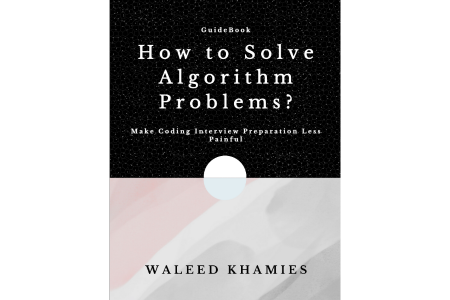 GuideBook
How to Solve
Algorithm
Problems?
Make Coding Interview Preparation Less
Painful
WALEED KHAMIES